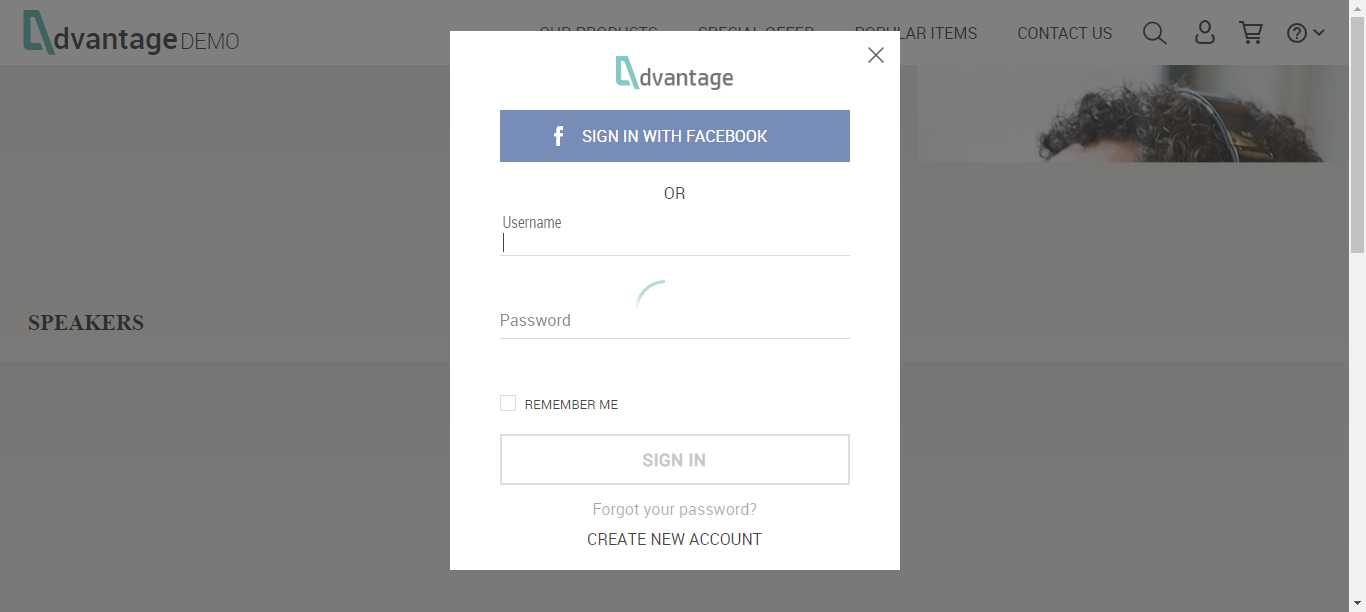 dvantage DEMO
OUR PRODUCTS SPECIAL OFFER POPULAR ITEMS CONTACT US
dvantage
f SIGN IN WITH FACEBOOK
OR
Username
Password
SPEAKERS
REMEMBER ME
SIGN IN
Forgot your password?
CREATE NEW ACCOUNT